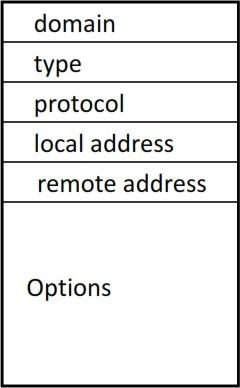 domain
type
protocol
local address
remote address
Options